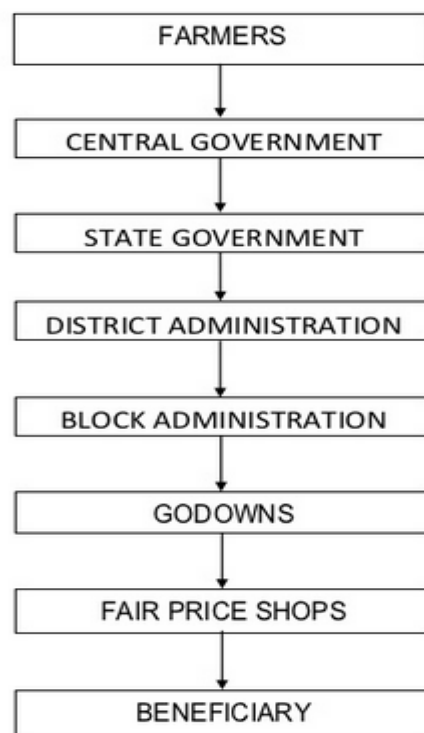 FARMERS
CENTRAL GOVERNMENT
STATE GOVERNMENT
DISTRICT ADMINISTRATION
BLOCK ADMINISTRATION
GODOWNS
FAIR PRICE SHOPS
BENEFICIARY